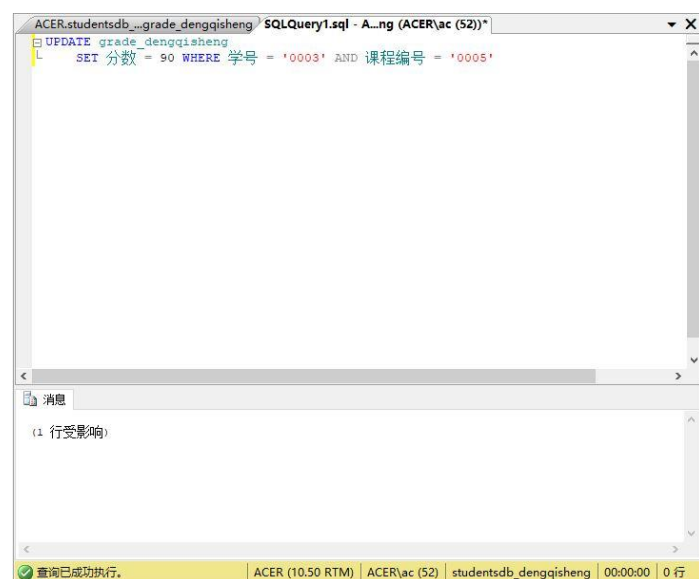 ACER.studentsdb_...grade_dengqisheng SQLQuery1.sql - A...ng (ACER\ac (52))*
UPDATE grade_dengqisheng
SET 分数 = 90 WHERE 学号 = '0003' AND 课程编号 = '0005'
消息
(1 行受影响)
查询已成功执行。 ACER (10.50 RTM) ACER\ac (52) studentsdb_dengqisheng 00:00:00 0 行